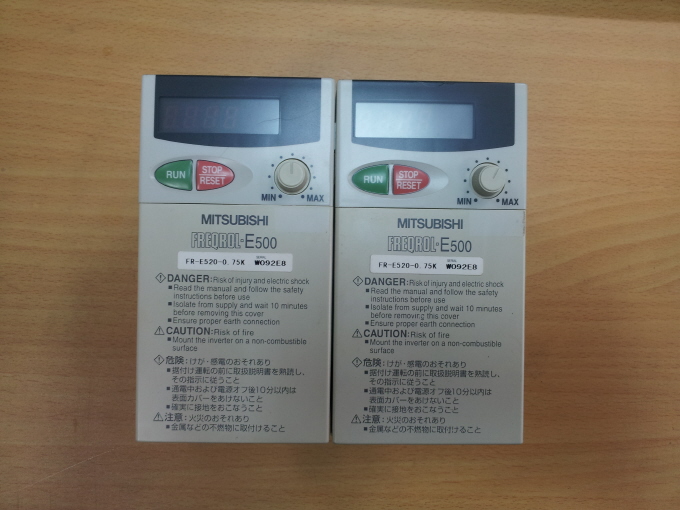 RUN
STOP
RESET
MIN
MAX
MITSUBISHI
FREQROL-E500
FR-E520-0.75K SERIAL W092E8
DANGER: Risk of injury and electric shock
■ Read the manual and follow the safety
instructions before use
■ Isolate from supply and wait 10 minutes
before removing this cover
■ Ensure proper earth connection
CAUTION: Risk of fire
■ Mount the inverter on a non-combustible
surface
危険：けが・感電のおそれあり
■ 据付け運転の前に取扱説明書を熟読し、
その指示に従うこと
■ 通電中および電源オフ後10分以内は
表面カバーをあけないこと
■ 確実に接地をおこなうこと
注意：火災のおそれあり
■ 金属などの不燃物に取付けること
RUN
STOP
RESET
MIN
MAX
MITSUBISHI
FREQROL-E500
FR-E520-0.75K SERIAL W092E8
DANGER: Risk of injury and electric shock
■ Read the manual and follow the safety
instructions before use
■ Isolate from supply and wait 10 minutes
before removing this cover
■ Ensure proper earth connection
CAUTION: Risk of fire
■ Mount the inverter on a non-combustible
surface
危険：けが・感電のおそれあり
■ 据付け運転の前に取扱説明書を熟読し、
その指示に従うこと
■ 通電中および電源オフ後10分以内は
表面カバーをあけないこと
■ 確実に接地をおこなうこと
注意：火災のおそれあり
■ 金属などの不燃物に取付けること